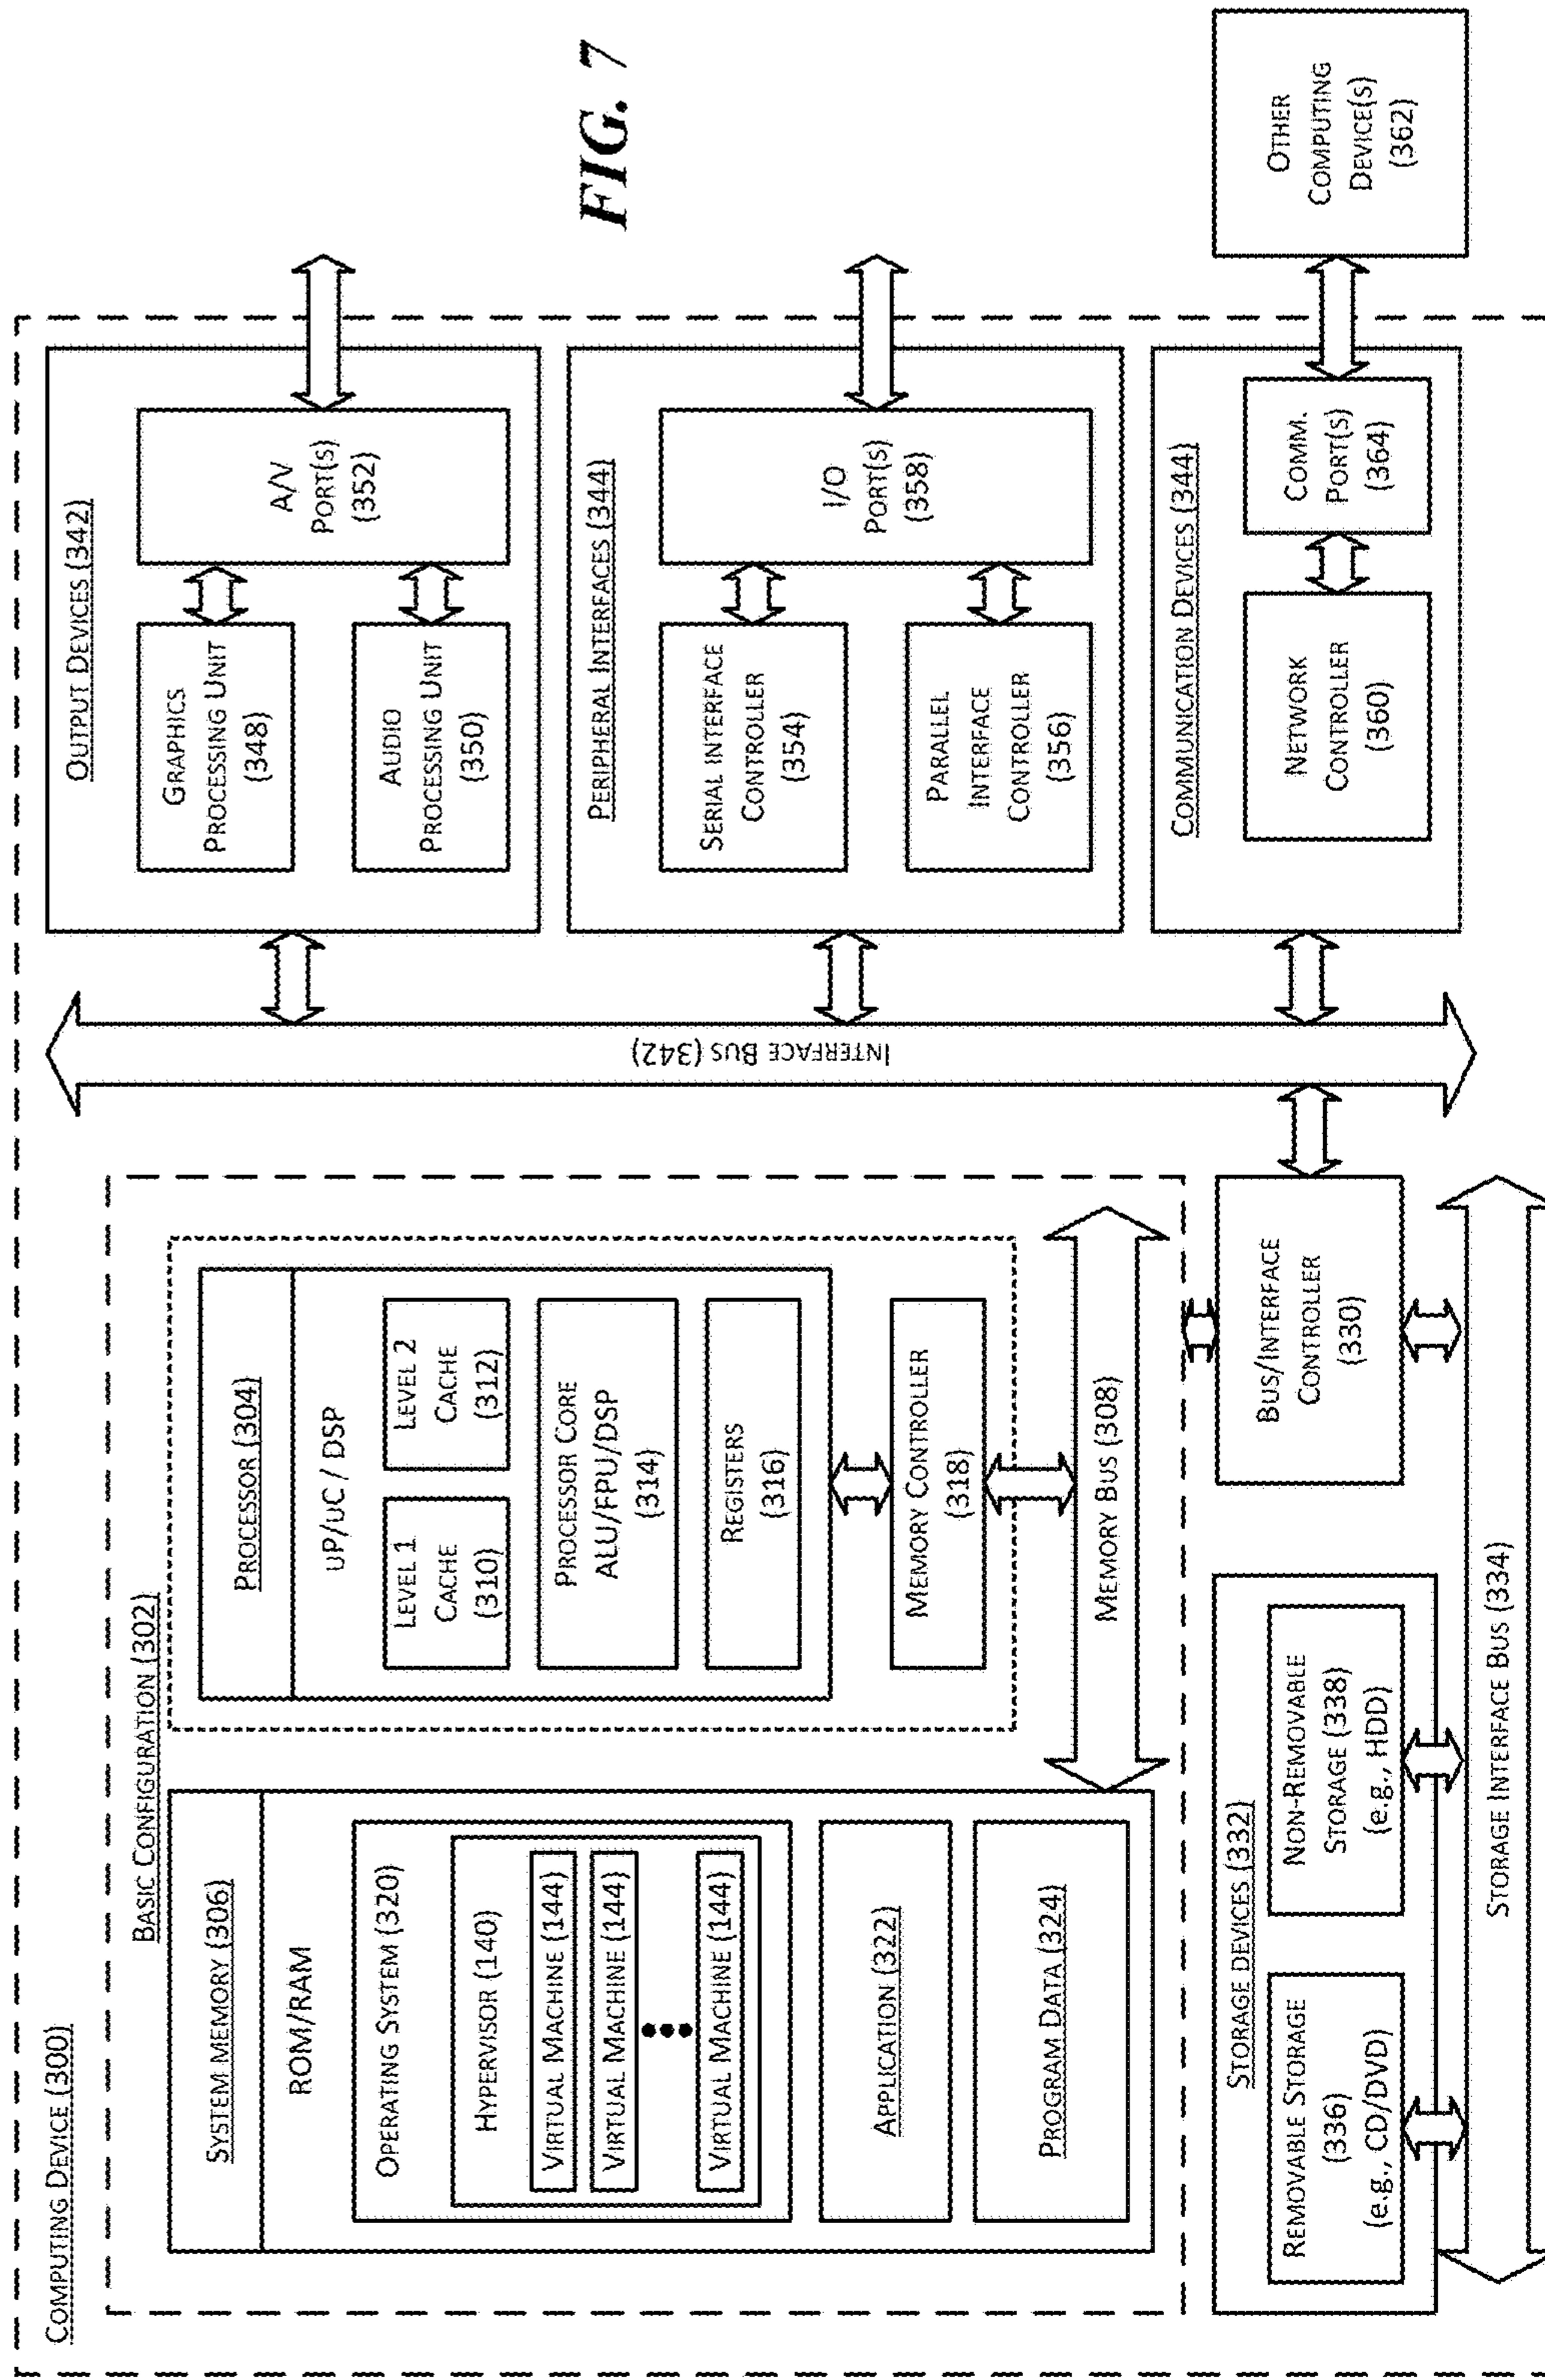 COMPUTING DEVICE (300)
BASIC CONFIGURATION (302)
SYSTEM MEMORY (306)
ROM/RAM
OPERATING SYSTEM (320)
HYPERVISOR (140)
VIRTUAL MACHINE (144)
VIRTUAL MACHINE (144)
VIRTUAL MACHINE (144)
APPLICATION (322)
PROGRAM DATA (324)
PROCESSOR (304)
uP/uC / DSP
LEVEL 1
CACHE
(310)
LEVEL 2
CACHE
(312)
PROCESSOR CORE
ALU/FPU/DSP
(314)
REGISTERS
(316)
MEMORY CONTROLLER
(318)
MEMORY BUS (308)
STORAGE DEVICES (332)
REMOVABLE STORAGE
(336)
(e.g., CD/DVD)
NON-REMOVABLE
STORAGE (338)
(e.g., HDD)
BUS/INTERFACE
CONTROLLER
(330)
STORAGE INTERFACE BUS (334)
INTERFACE BUS (342)
OUTPUT DEVICES (342)
GRAPHICS
PROCESSING UNIT
(348)
AUDIO
PROCESSING UNIT
(350)
A/V
PORT(S)
(352)
PERIPHERAL INTERFACES (344)
SERIAL INTERFACE
CONTROLLER
(354)
PARALLEL
INTERFACE
CONTROLLER
(356)
I/O
PORT(S)
(358)
COMMUNICATION DEVICES (344)
NETWORK
CONTROLLER
(360)
COMM.
PORT(S)
(364)
OTHER
COMPUTING
DEVICE(S)
(362)
FIG. 7